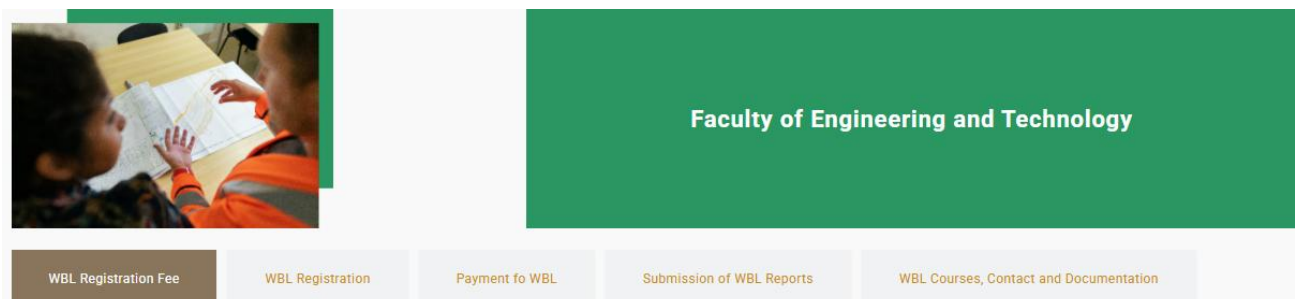 Faculty of Engineering and Technology
WBL Registration Fee
WBL Registration
Payment fo WBL
Submission of WBL Reports
WBL Courses, Contact and Documentation